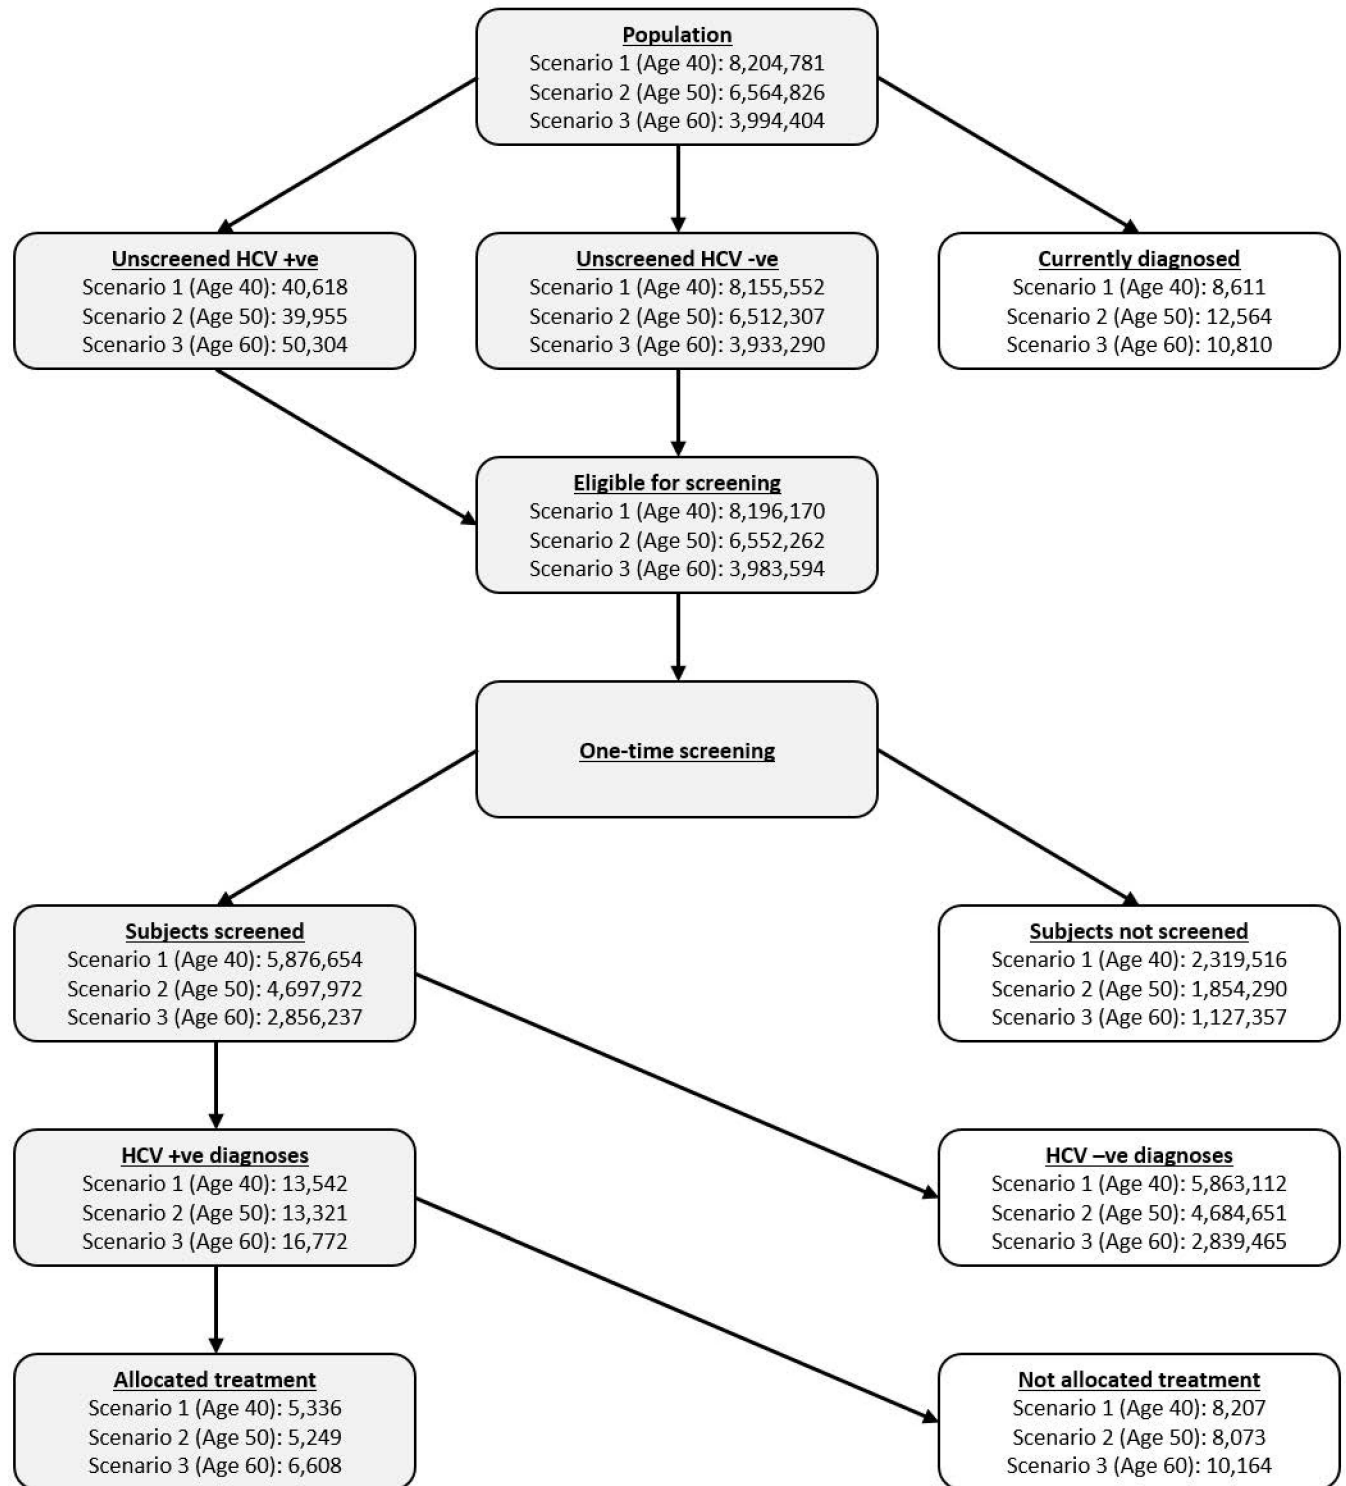 Population
Scenario 1 (Age 40): 8,204,781
Scenario 2 (Age 50): 6,564,826
Scenario 3 (Age 60): 3,994,404
Unscreened HCV +ve
Scenario 1 (Age 40): 40,618
Scenario 2 (Age 50): 39,955
Scenario 3 (Age 60): 50,304
Unscreened HCV -ve
Scenario 1 (Age 40): 8,155,552
Scenario 2 (Age 50): 6,512,307
Scenario 3 (Age 60): 3,933,290
Currently diagnosed
Scenario 1 (Age 40): 8,611
Scenario 2 (Age 50): 12,564
Scenario 3 (Age 60): 10,810
Eligible for screening
Scenario 1 (Age 40): 8,196,170
Scenario 2 (Age 50): 6,552,262
Scenario 3 (Age 60): 3,983,594
One-time screening
Subjects screened
Scenario 1 (Age 40): 5,876,654
Scenario 2 (Age 50): 4,697,972
Scenario 3 (Age 60): 2,856,237
Subjects not screened
Scenario 1 (Age 40): 2,319,516
Scenario 2 (Age 50): 1,854,290
Scenario 3 (Age 60): 1,127,357
HCV +ve diagnoses
Scenario 1 (Age 40): 13,542
Scenario 2 (Age 50): 13,321
Scenario 3 (Age 60): 16,772
HCV –ve diagnoses
Scenario 1 (Age 40): 5,863,112
Scenario 2 (Age 50): 4,684,651
Scenario 3 (Age 60): 2,839,465
Allocated treatment
Scenario 1 (Age 40): 5,336
Scenario 2 (Age 50): 5,249
Scenario 3 (Age 60): 6,608
Not allocated treatment
Scenario 1 (Age 40): 8,207
Scenario 2 (Age 50): 8,073
Scenario 3 (Age 60): 10,164